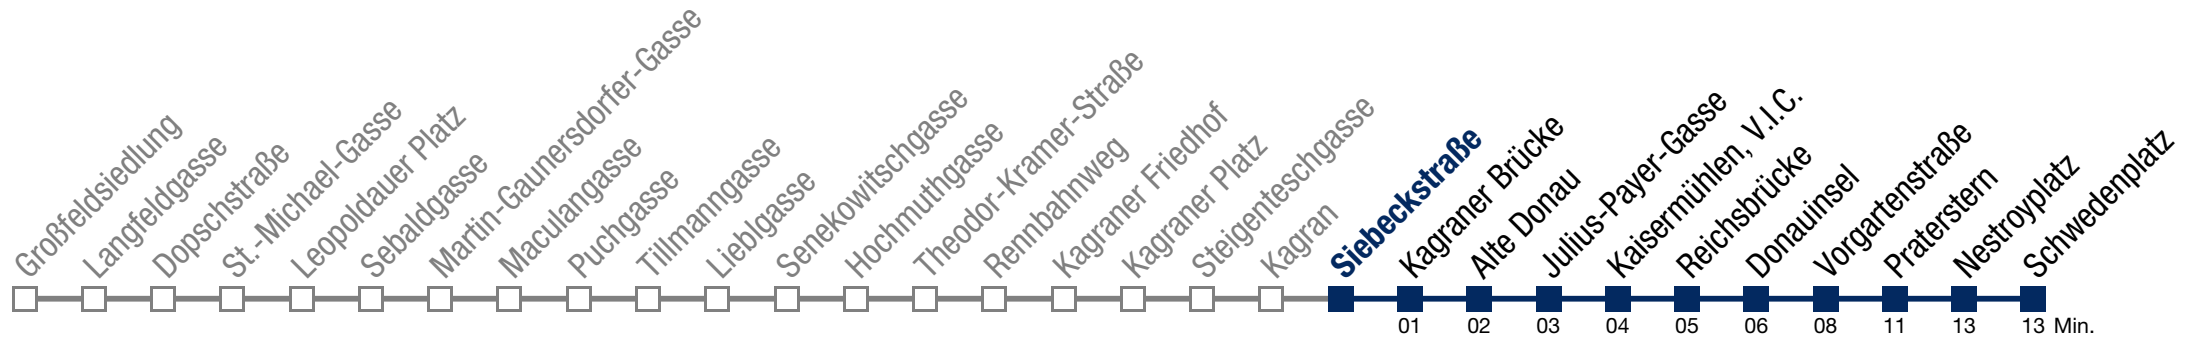 Großfeldsiedlung
Langfeldgasse
Dopschstraße
St.-Michael-Gasse
Leopoldauer Platz
Sebaldgasse
Martin-Gaunersdorfer-Gasse
Maculangasse
Puchgasse
Tillmanngasse
Lieblgasse
Senekowitschgasse
Hochmuthgasse
Theodor-Kramer-Straße
Rennbahnweg
Kagraner Friedhof
Kagraner Platz
Steigenteschgasse
Kagran
Siebeckstraße
Kagraner Brücke
Alte Donau
Julius-Payer-Gasse
Kaisermühlen, V.I.C.
Reichsbrücke
Donauinsel
Vorgartenstraße
Praterstern
Nestroyplatz
Schwedenplatz
01 02 03 04 05 06 08 11 13 13 Min.